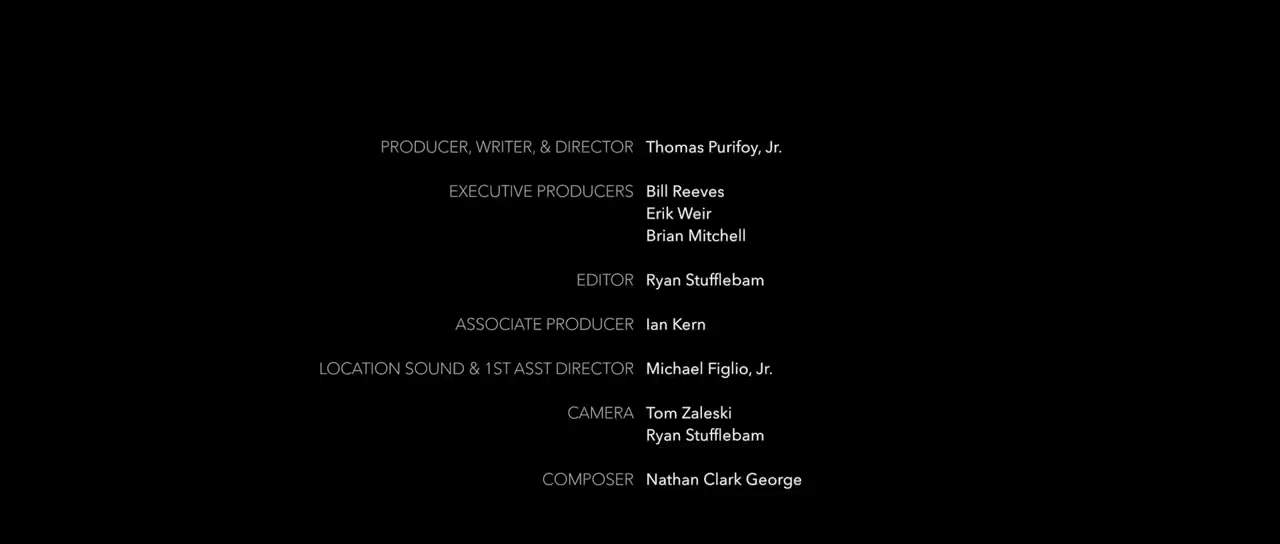 PRODUCER, WRITER, & DIRECTOR Thomas Purifoy, Jr.
EXECUTIVE PRODUCERS Bill Reeves
Erik Weir
Brian Mitchell
EDITOR Ryan Stufflebam
ASSOCIATE PRODUCER Ian Kern
LOCATION SOUND & 1ST ASST DIRECTOR Michael Figlio, Jr.
CAMERA Tom Zaleski
Ryan Stufflebam
COMPOSER Nathan Clark George